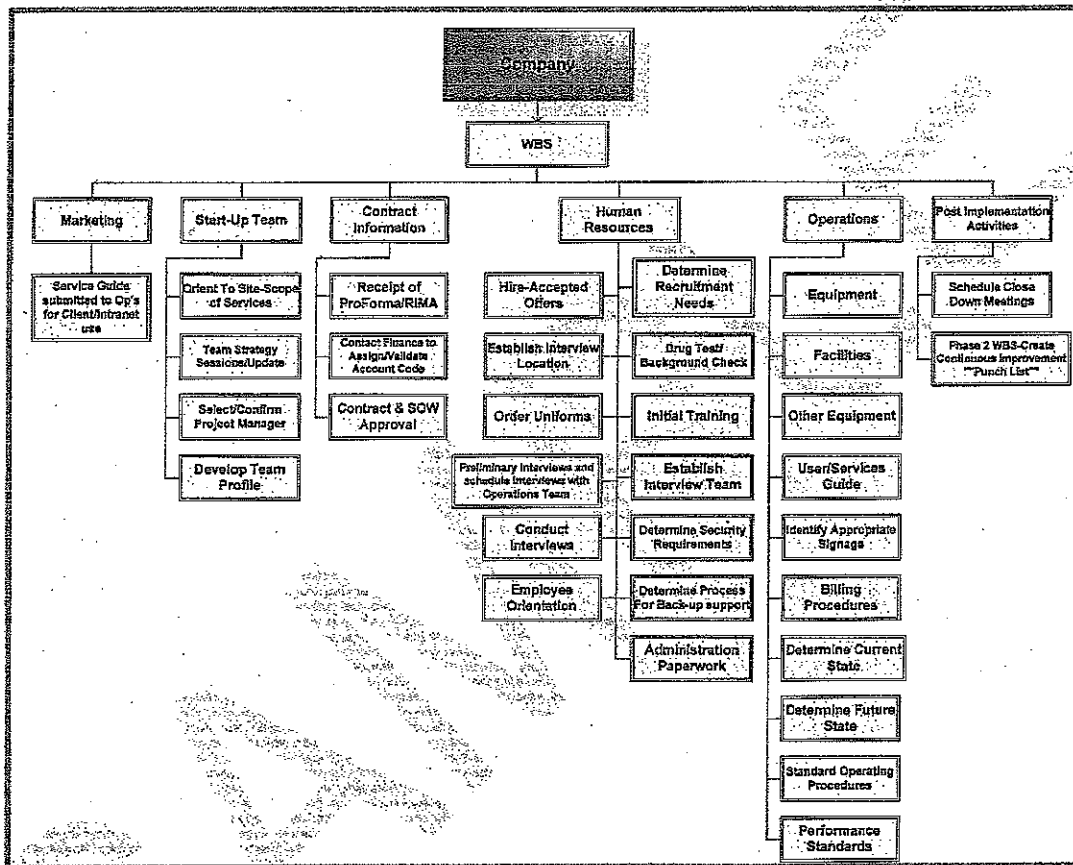 Company
WBS
Marketing
Start-Up Team
Contract
Information
Human
Resources
Operations
Post Implementation
Activities
Service Guide
submitted to Op's
for Client/Intranet
use
Orient To Site-Scope
of Services
Team Strategy
Sessions/Update
Select/Confirm
Project Manager
Develop Team
Profile
Receipt of
ProForma/RIMA
Contact Finance to
Assign/Validate
Account Code
Contract & SOW
Approval
Hire-Accepted
Offers
Establish Interview
Location
Order Uniforms
Preliminary Interviews and
schedule Interviews with
Operations Team
Conduct
Interviews
Employee
Orientation
Determine
Recruitment
Needs
Drug Test/
Background Check
Initial Training
Establish
Interview Team
Determine Security
Requirements
Determine Process
For Back-up support
Administration
Paperwork
Equipment
Facilities
Other Equipment
User/Services
Guide
Identify Appropriate
Signage
Billing
Procedures
Determine Current
State
Determine Future
State
Standard Operating
Procedures
Performance
Standards
Schedule Close
Down Meetings
Phase 2 WBS-Create
Continuous Improvement
""Punch List""